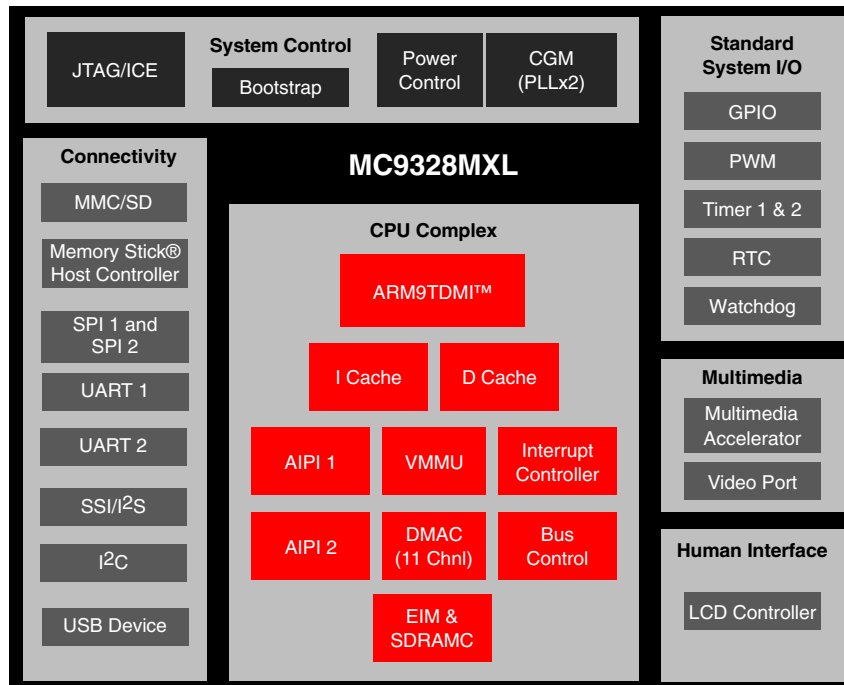 System Control
JTAG/ICE
Bootstrap
Power
Control
CGM
(PLLx2)
Standard
System I/O
GPIO
PWM
Timer 1 & 2
RTC
Watchdog
Connectivity
MMC/SD
Memory Stick®
Host Controller
SPI 1 and
SPI 2
UART 1
UART 2
SSI/I2S
I2C
USB Device
MC9328MXL
CPU Complex
ARM9TDMI™
I Cache
D Cache
AIPI 1
VMMU
Interrupt
Controller
AIPI 2
DMAC
(11 Chnl)
Bus
Control
EIM &
SDRAMC
Multimedia
Multimedia
Accelerator
Video Port
Human Interface
LCD Controller